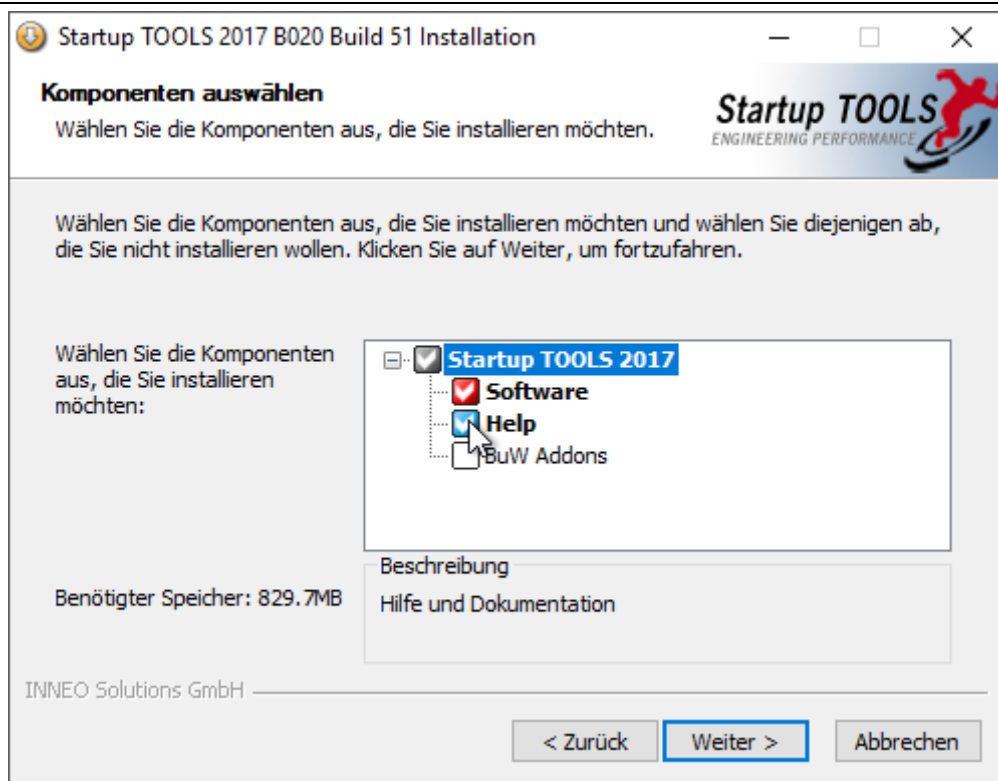 Startup TOOLS 2017 B020 Build 51 Installation
Komponenten auswählen
Wählen Sie die Komponenten aus, die Sie installieren möchten.
Startup TOOLS
ENGINEERING PERFORMANCE
Wählen Sie die Komponenten aus, die Sie installieren möchten und wählen Sie diejenigen ab,
die Sie nicht installieren wollen. Klicken Sie auf Weiter, um fortzufahren.
Wählen Sie die Komponenten
aus, die Sie installieren
möchten:
Startup TOOLS 2017
Software
Help
BuW Addons
Benötigter Speicher: 829.7MB
Beschreibung
Hilfe und Dokumentation
INNEO Solutions GmbH
< Zurück
Weiter >
Abbrechen